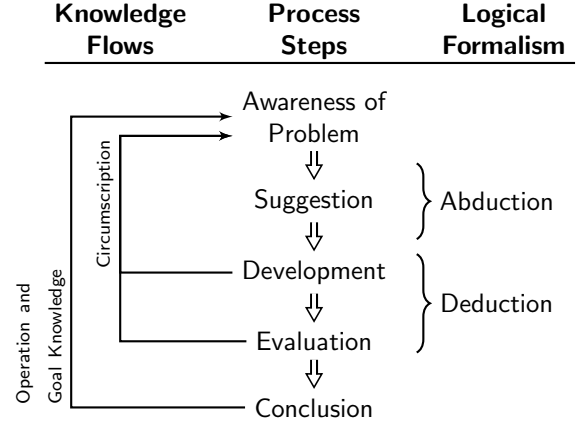 Knowledge Flows
Process Steps
Logical Formalism
Awareness of
Problem
Suggestion
Development
Evaluation
Conclusion
Circumscription
Operation and
Goal Knowledge
Abduction
Deduction